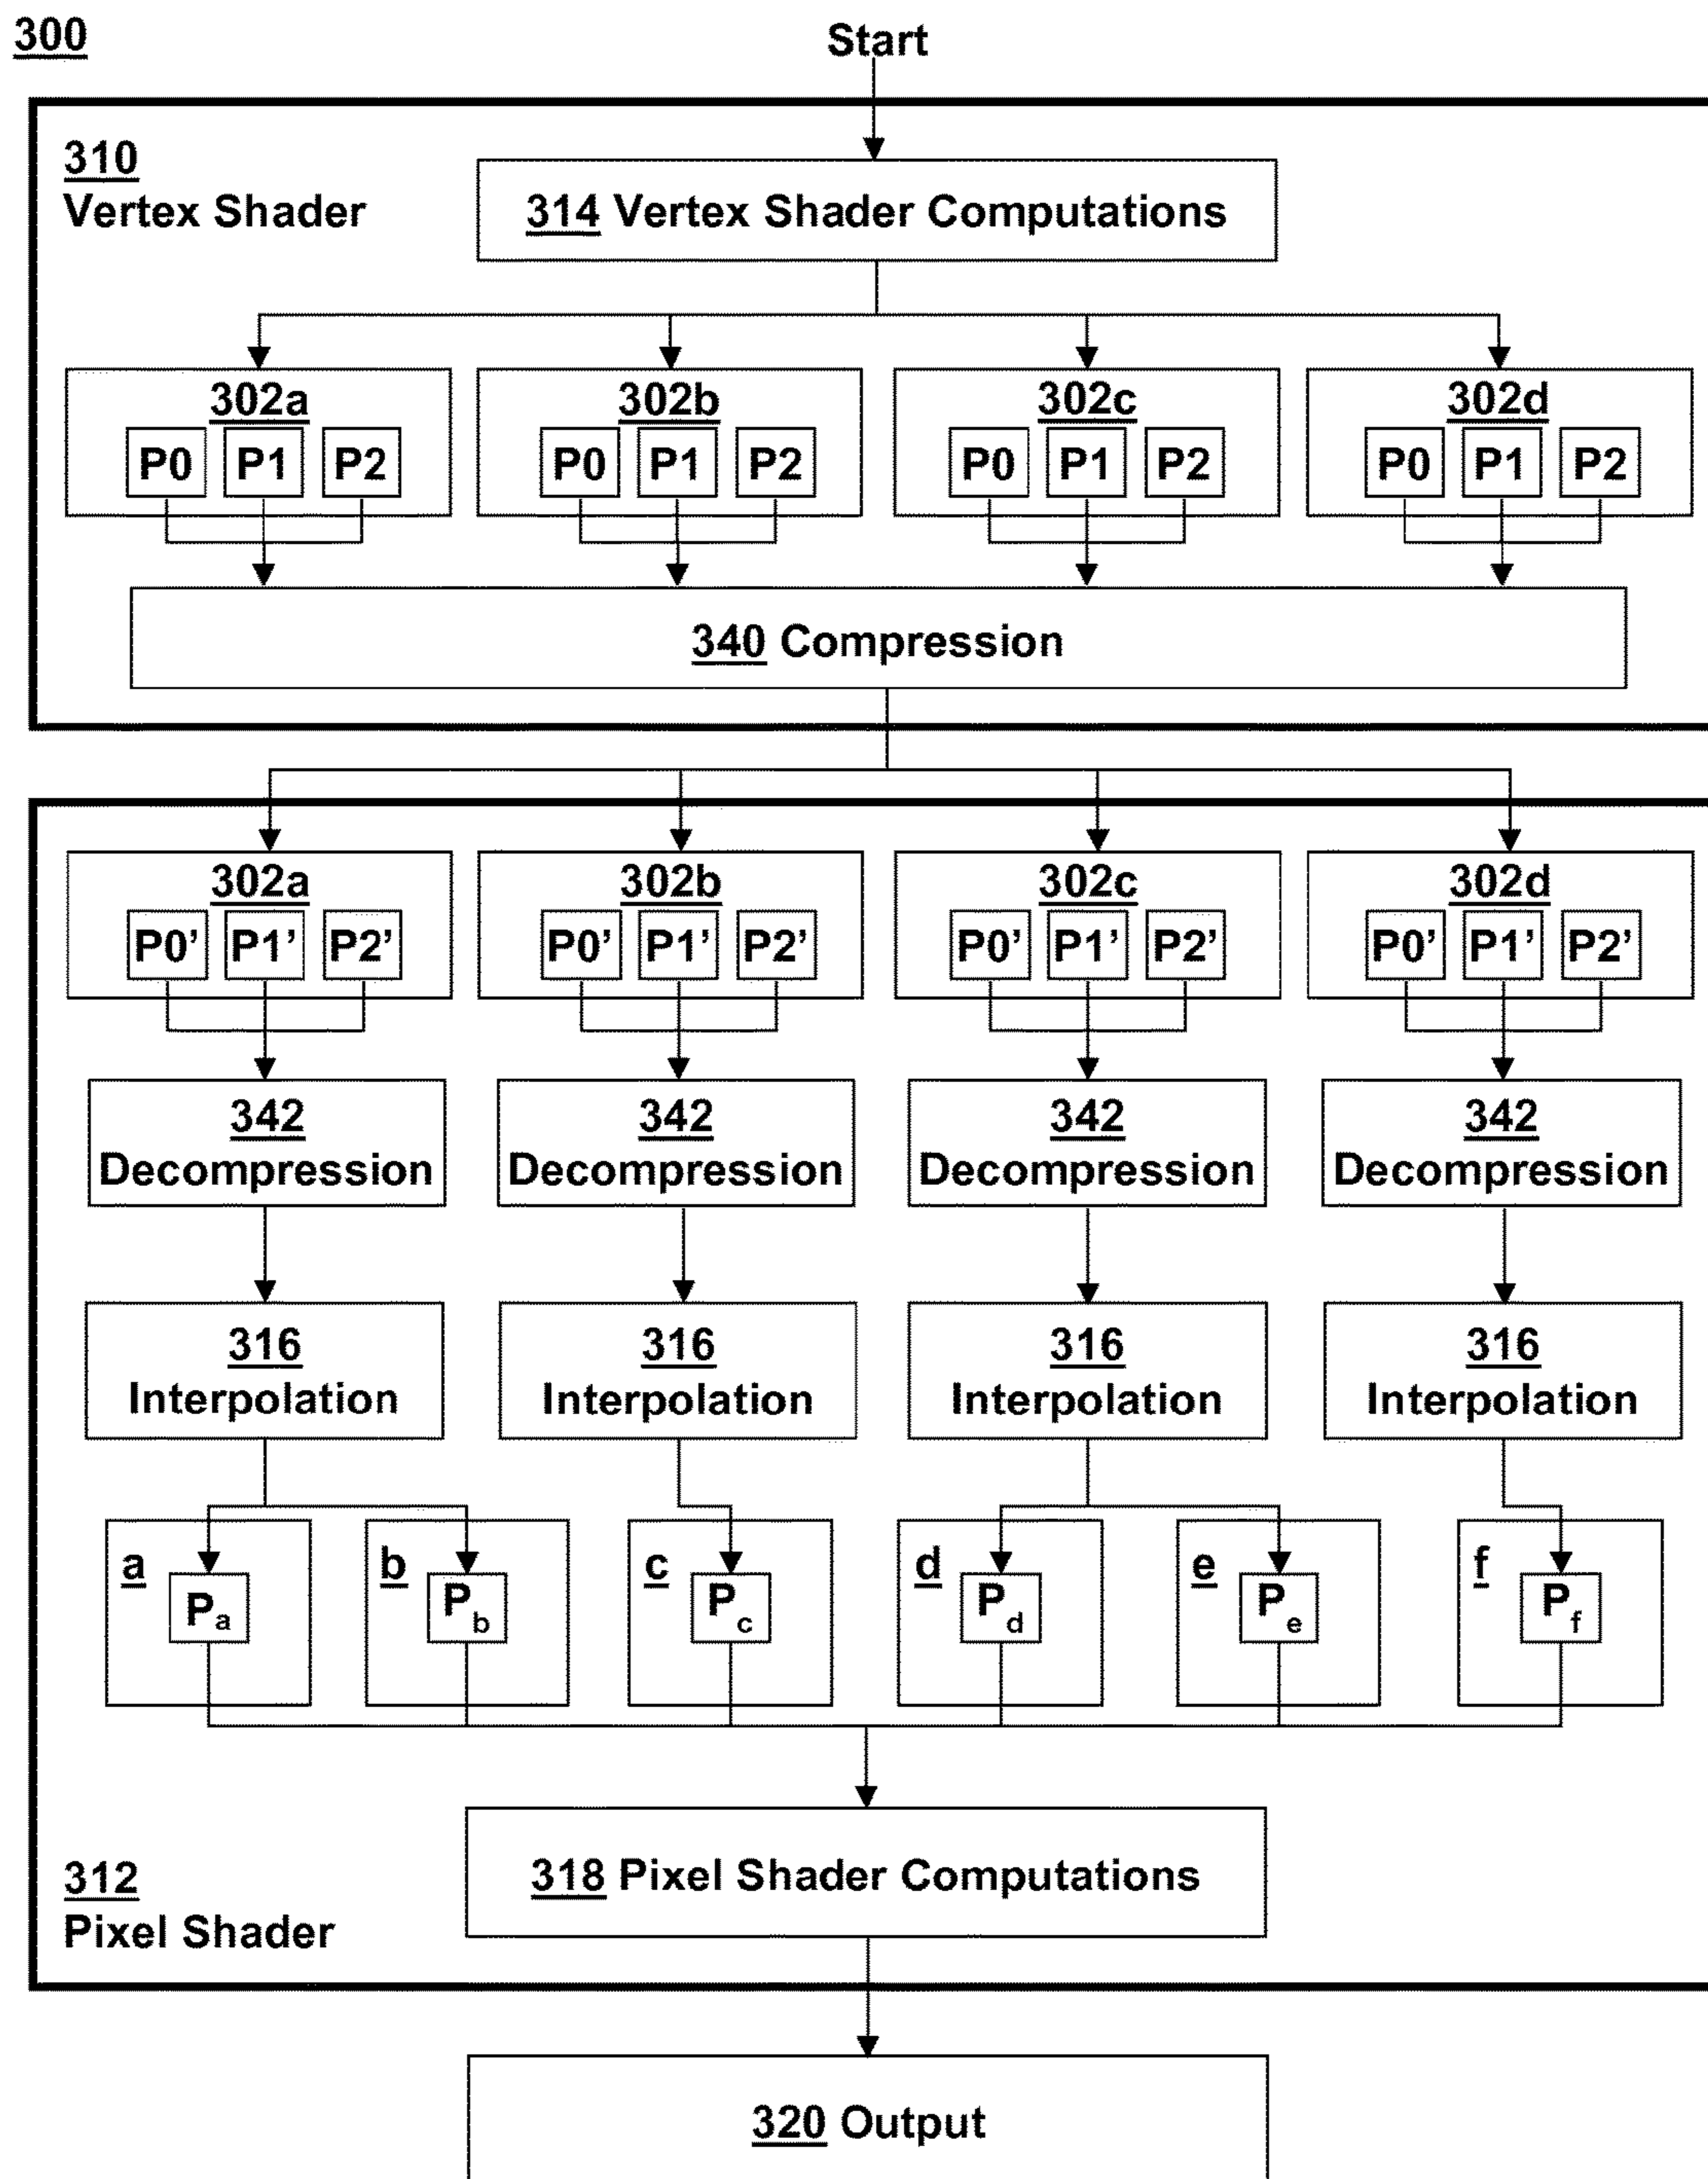 300
Start
310
Vertex Shader
314 Vertex Shader Computations
302a 302b 302c 302d
P0 P1 P2 P0 P1 P2 P0 P1 P2 P0 P1 P2
340 Compression
302a 302b 302c 302d
P0’ P1’ P2’ P0’ P1’ P2’ P0’ P1’ P2’ P0’ P1’ P2’
342 342 342 342
Decompression Decompression Decompression Decompression
316 316 316 316
Interpolation Interpolation Interpolation Interpolation
a b c d e f
Pa Pb Pc Pd Pe Pf
318 Pixel Shader Computations
312
Pixel Shader
320 Output